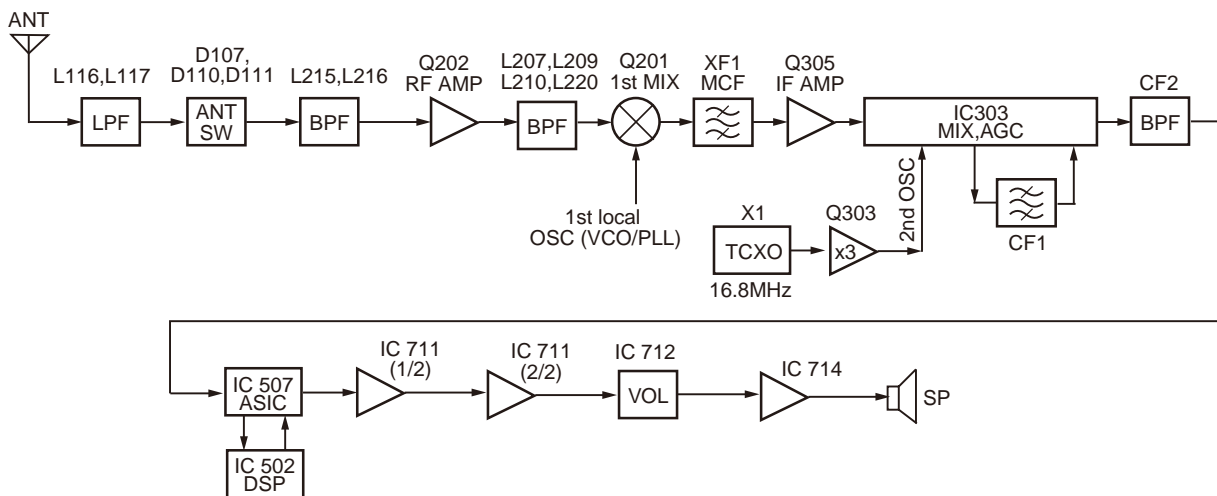 ANT
L116,L117
LPF
D107,
D110,D111
ANT
SW
L215,L216
BPF
Q202
RF AMP
L207,L209
L210,L220
BPF
Q201
1st MIX
1st local
OSC (VCO/PLL)
XF1
MCF
Q305
IF AMP
IC303
MIX,AGC
CF2
BPF
CF1
2nd OSC
X1
TCXO
16.8MHz
Q303
x3
IC 507
ASIC
IC 502
DSP
IC 711
(1/2)
IC 711
(2/2)
IC 712
VOL
IC 714
SP